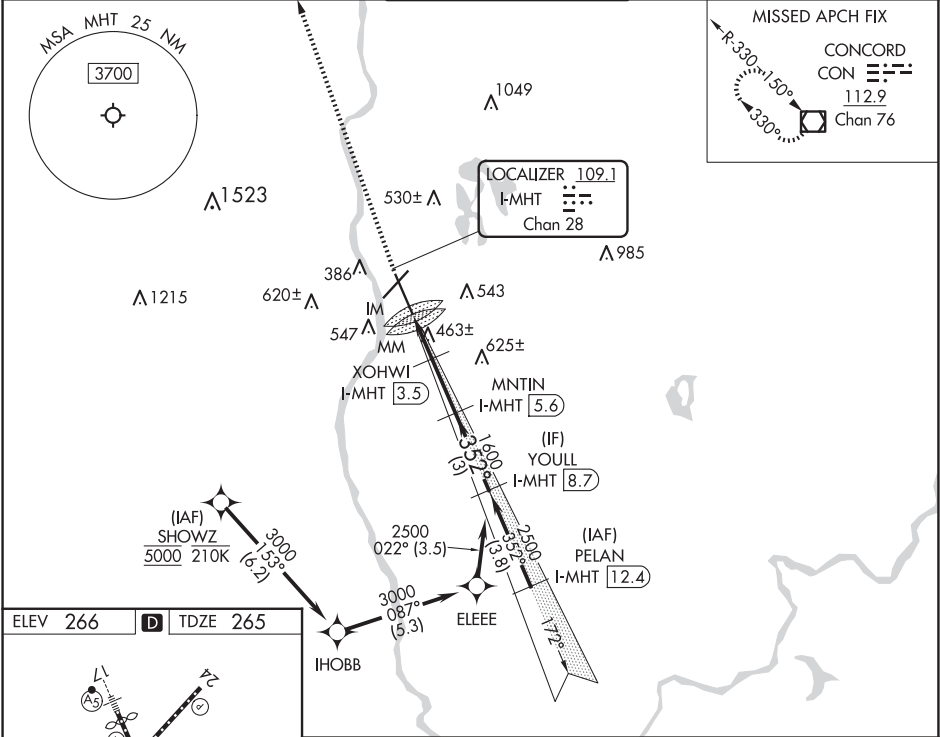 MSA MHT 25 NM
3700
MISSED APCH FIX
R-330
150°
330°
CONCORD
CON
112.9
Chan 76
1049
1523
530±
LOCALIZER 109.1
I-MHT
Chan 28
985
386
1215
620±
543
IM
547
463±
MM
625±
XOHWI
I-MHT 3.5
MNTIN
I-MHT 5.6
1600
352°
(3)
(IF)
YOULL
I-MHT 8.7
(IAF)
SHOWZ
5000 210K
3000
153°
(6.2)
2500
022° (3.5)
2500
352°
(3.8)
(IAF)
PELAN
I-MHT 12.4
3000
087°
(5.3)
ELEEE
IHOBB
172°
ELEV 266 D TDZE 265
17
A5
24
P